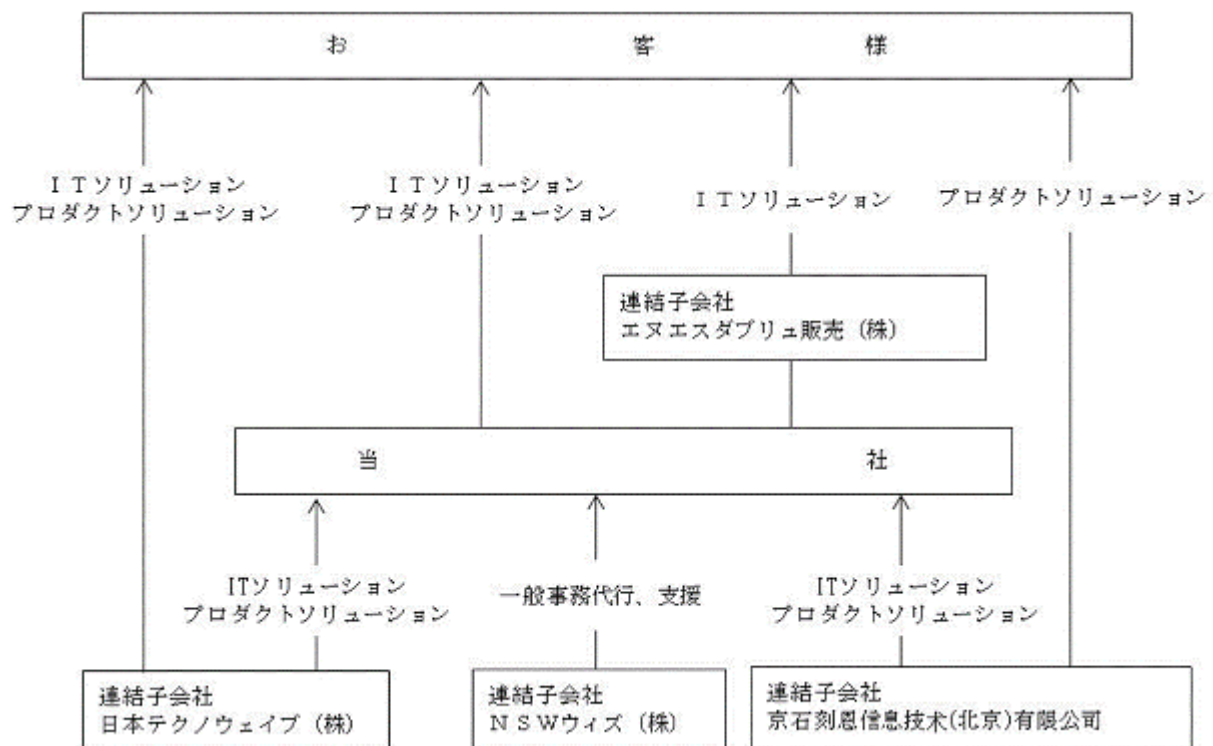 お客様
ＩＴソリューション
プロダクトソリューション
ＩＴソリューション
プロダクトソリューション
ＩＴソリューション
プロダクトソリューション
連結子会社
エヌエスダブリュ販売（株）
当社
ITソリューション
プロダクトソリューション
一般事務代行、支援
ITソリューション
プロダクトソリューション
連結子会社
日本テクノウェイブ（株）
連結子会社
ＮＳＷウィズ（株）
連結子会社
京石刻恩信息技术(北京)有限公司